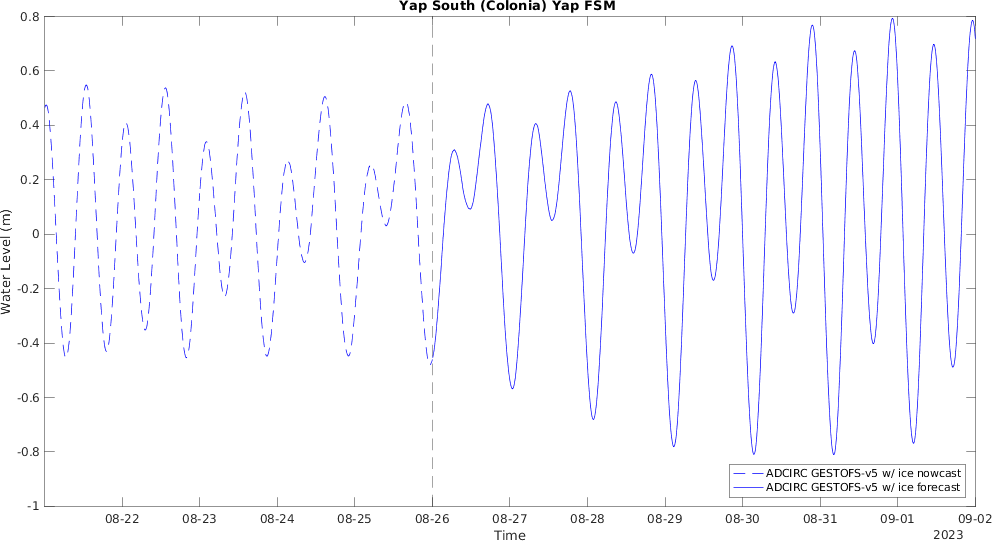 Yap South (Colonia) Yap FSM
0.8
0.6
0.4
0.2
0
-0.2
-0.4
-0.6
-0.8
-1
Water Level (m)
ADCIRC GESTOFS-v5 w/ ice nowcast
ADCIRC GESTOFS-v5 w/ ice forecast
08-22 08-23 08-24 08-25 08-26 08-27 08-28 08-29 08-30 08-31 09-01 09-02
Time
2023